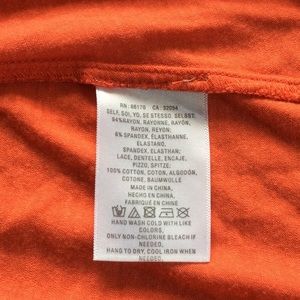 RN: 66170 CA: 32054
SELF, SOI, YO, SE STESSO, SELBST:
94%RAYON, RAYONNE, RAYÓN,
RAYON, REYON;
6% SPANDEX, ELASTHANNE,
ELASTANO,
SPANDEX, ELASTHAN;
LACE, DENTELLE, ENCAJE,
PIZZO, SPITZE:
100% COTTON, COTON, ALGODÓN,
COTONE, BAUMWOLLE
MADE IN CHINA,
HECHO EN CHINA,
FABRIQUÉ EN CHINE
HAND WASH COLD WITH LIKE
COLORS,
ONLY NON-CHLORINE BLEACH IF
NEEDED,
HANG TO DRY, COOL IRON WHEN
NEEDED.